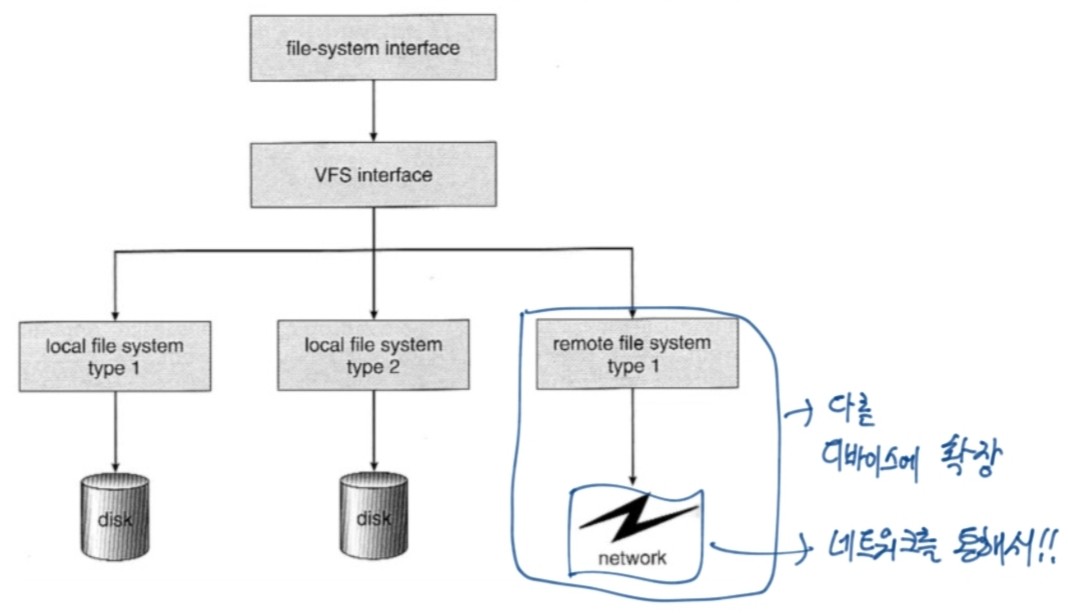 file-system interface
VFS interface
local file system
type 1
local file system
type 2
remote file system
type 1
disk
disk
network
→ 다른
디바이스에 확장
→ 네트워크를 통해서!!